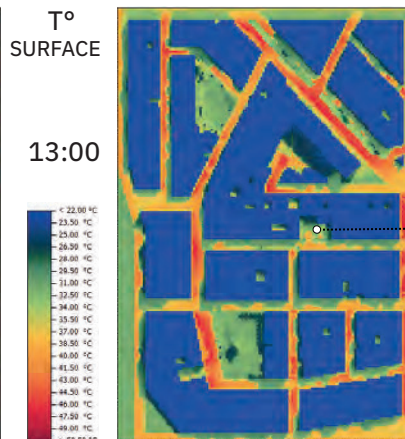 T°
SURFACE
13:00
< 22.00 °C
23.50 °C
25.00 °C
26.50 °C
28.00 °C
29.50 °C
31.00 °C
32.50 °C
34.00 °C
35.50 °C
37.00 °C
38.50 °C
40.00 °C
41.50 °C
43.00 °C
44.50 °C
46.00 °C
47.50 °C
49.00 °C